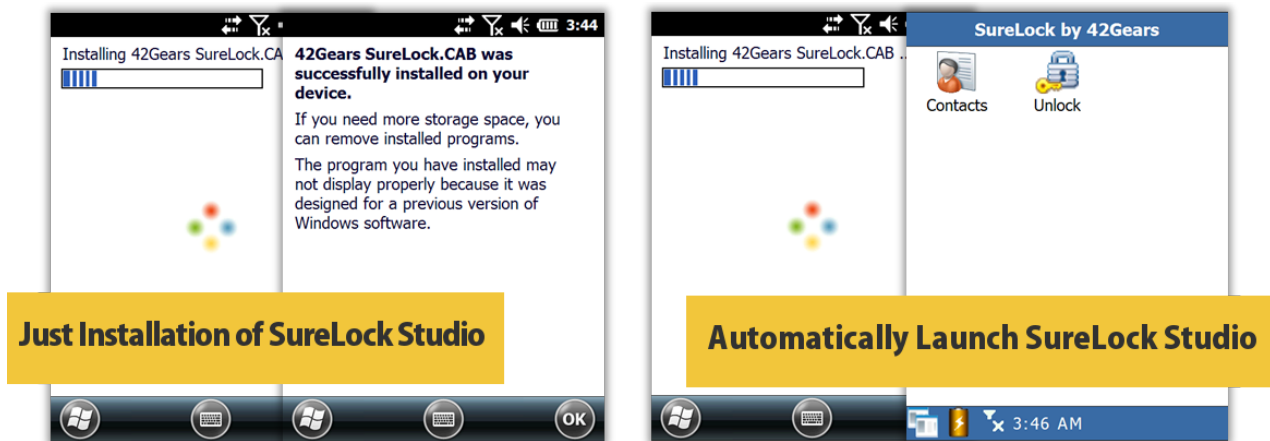 3:44
Installing 42Gears SureLock.CA
42Gears SureLock.CAB was
successfully installed on your
device.
If you need more storage space, you
can remove installed programs.
The program you have installed may
not display properly because it was
designed for a previous version of
Windows software.
Just Installation of SureLock Studio
OK
Installing 42Gears SureLock.CAB .
SureLock by 42Gears
Contacts
Unlock
Automatically Launch SureLock Studio
3:46 AM